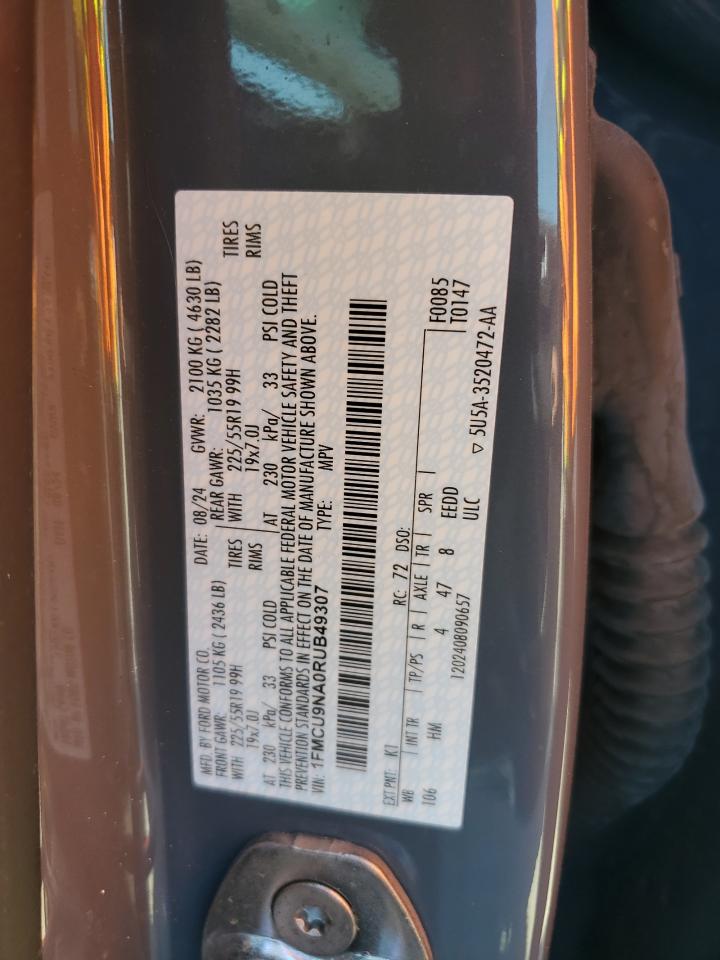 MFD. BY FORD MOTOR CO. DATE: 08/24 GVWR: 2100 KG ( 4630 LB)
FRONT GAWR: 1105 KG ( 2436 LB) REAR GAWR: 1035 KG ( 2282 LB)
WITH 225/55R19 99H TIRES WITH 225/55R19 99H TIRES
19x7.0J RIMS 19x7.0J RIMS
AT 230 kPa/ 33 PSI COLD AT 230 kPa/ 33 PSI COLD
THIS VEHICLE CONFORMS TO ALL APPLICABLE FEDERAL MOTOR VEHICLE SAFETY AND THEFT
PREVENTION STANDARDS IN EFFECT ON THE DATE OF MANUFACTURE SHOWN ABOVE.
VIN: 1FMCU9NA0RUB49307 TYPE: MPV
EXT PNT: K1 RC: 72 DSO: F0085
WB INT TR TP/PS R AXLE TR SPR T0147
106 HM 4 47 8 EEDD
1202408090657 ULC ▽ 5U5A-3520472-AA